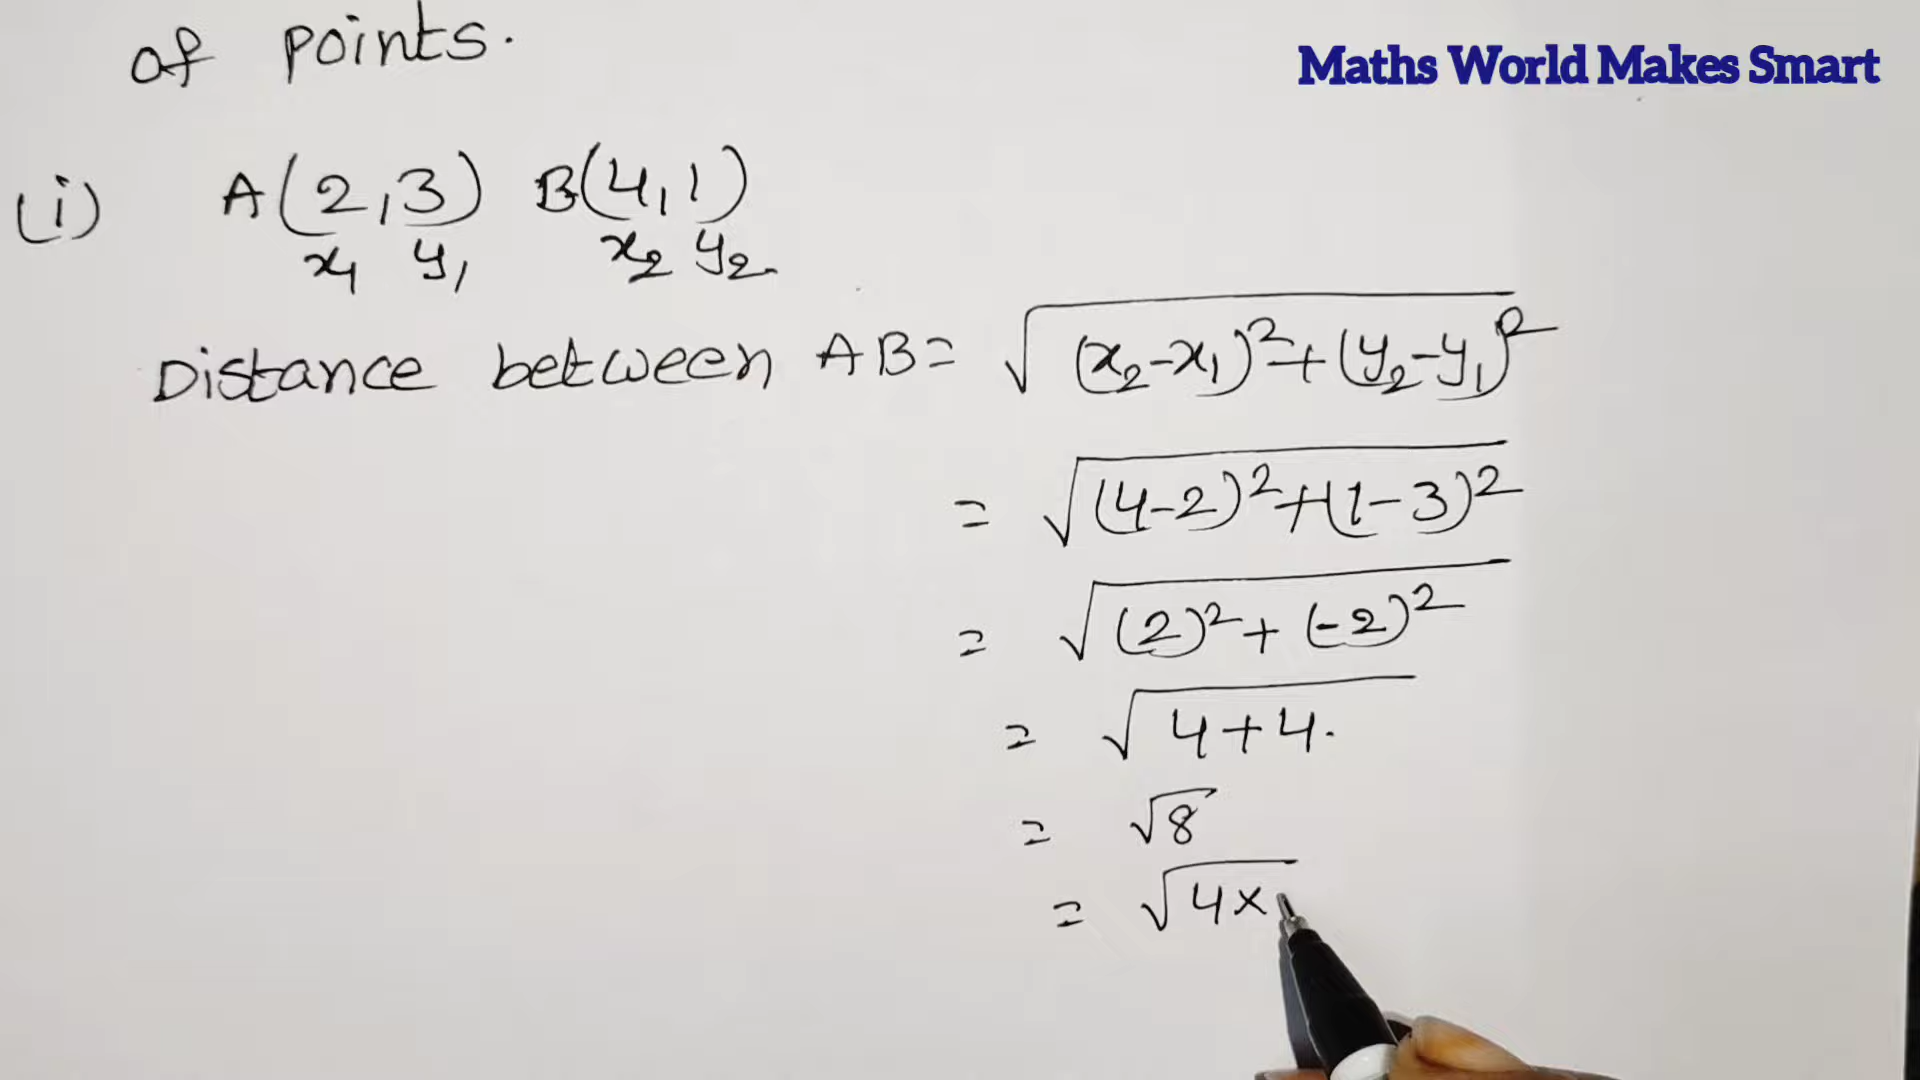 of points.
Maths World Makes Smart
(i) A(2,3) B(4,1)
x₁ y₁ x₂ y₂.
Distance between AB = √(x₂-x₁)²+(y₂-y₁)²
= √(4-2)²+(1-3)²
= √(2)²+(-2)²
= √4+4.
= √8
= √4×